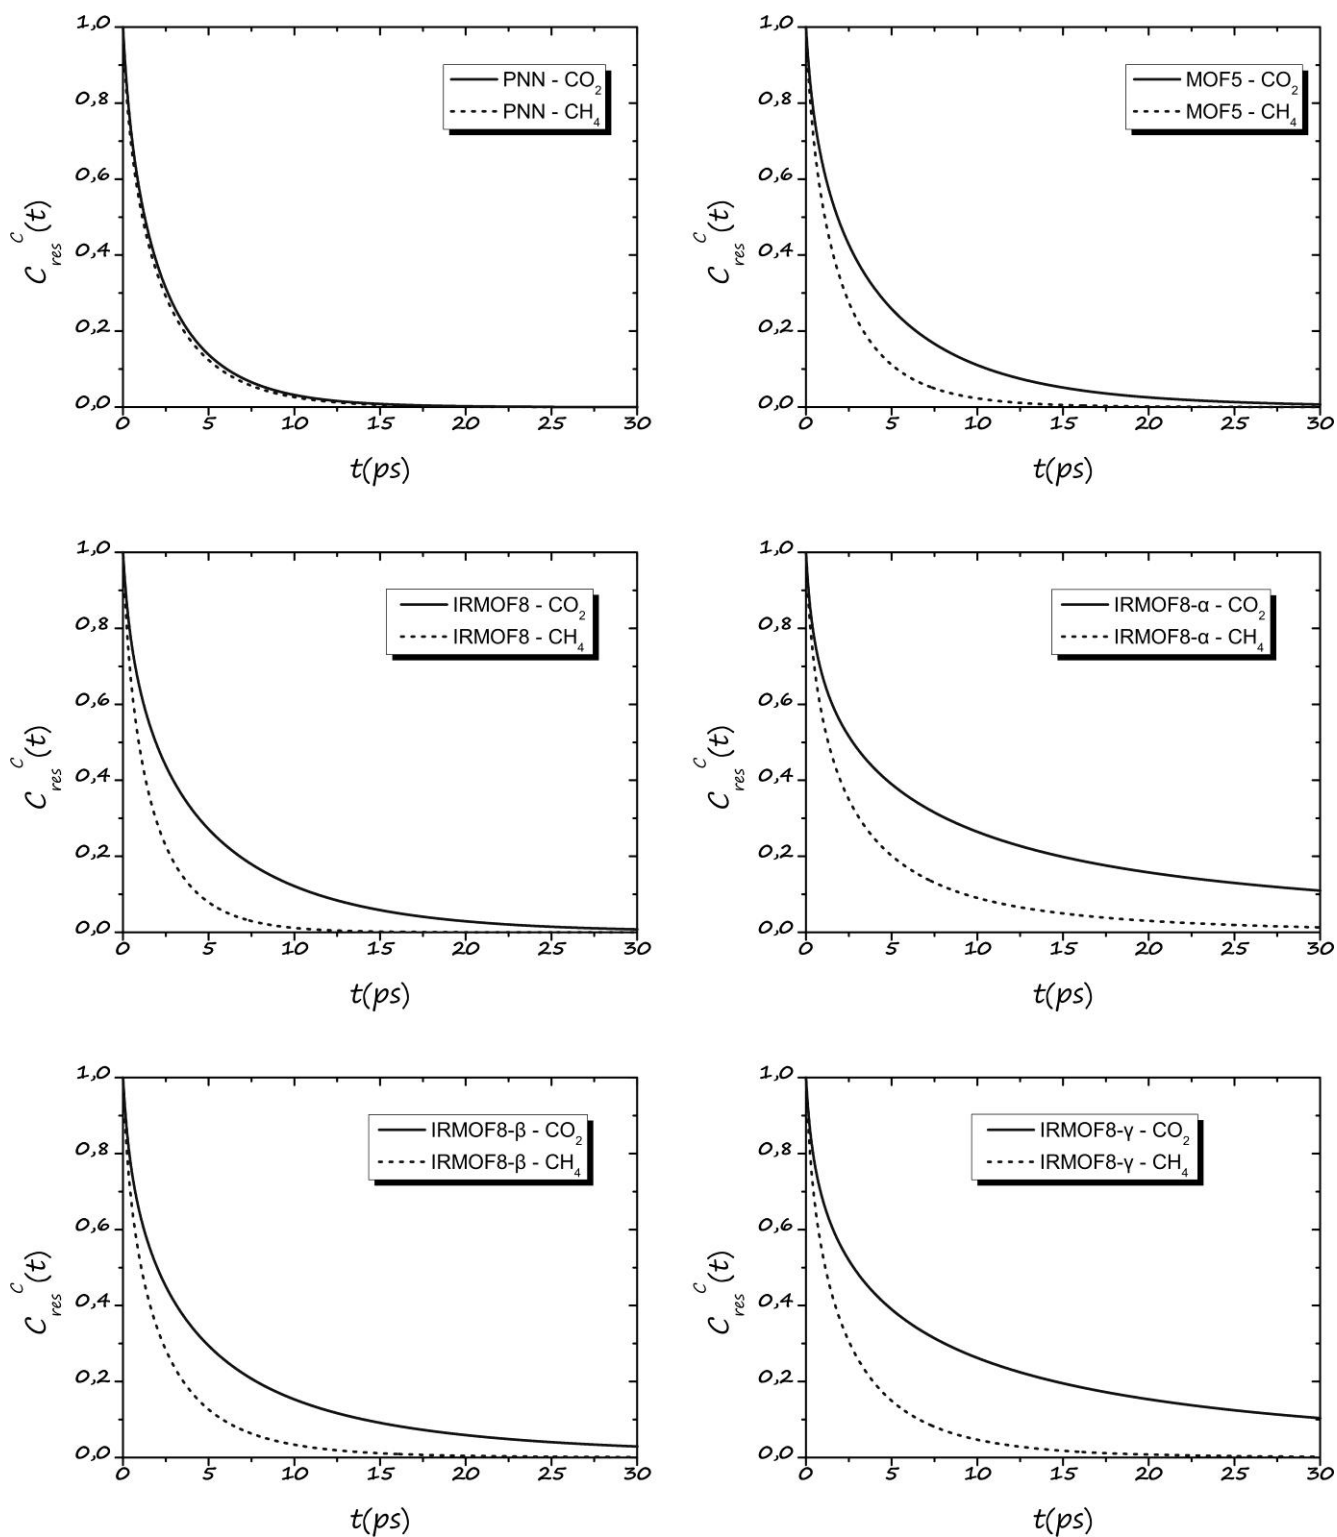 1,0
0,8
0,6
0,4
0,2
0,0
C res C (t)
PNN - CO2
PNN - CH4
0 5 10 15 20 25 30
t(ps)
1,0
0,8
0,6
0,4
0,2
0,0
C res C (t)
MOF5 - CO2
MOF5 - CH4
0 5 10 15 20 25 30
t(ps)
1,0
0,8
0,6
0,4
0,2
0,0
C res C (t)
IRMOF8 - CO2
IRMOF8 - CH4
0 5 10 15 20 25 30
t(ps)
1,0
0,8
0,6
0,4
0,2
0,0
C res C (t)
IRMOF8-α - CO2
IRMOF8-α - CH4
0 5 10 15 20 25 30
t(ps)
1,0
0,8
0,6
0,4
0,2
0,0
C res C (t)
IRMOF8-β - CO2
IRMOF8-β - CH4
0 5 10 15 20 25 30
t(ps)
1,0
0,8
0,6
0,4
0,2
0,0
C res C (t)
IRMOF8-γ - CO2
IRMOF8-γ - CH4
0 5 10 15 20 25 30
t(ps)